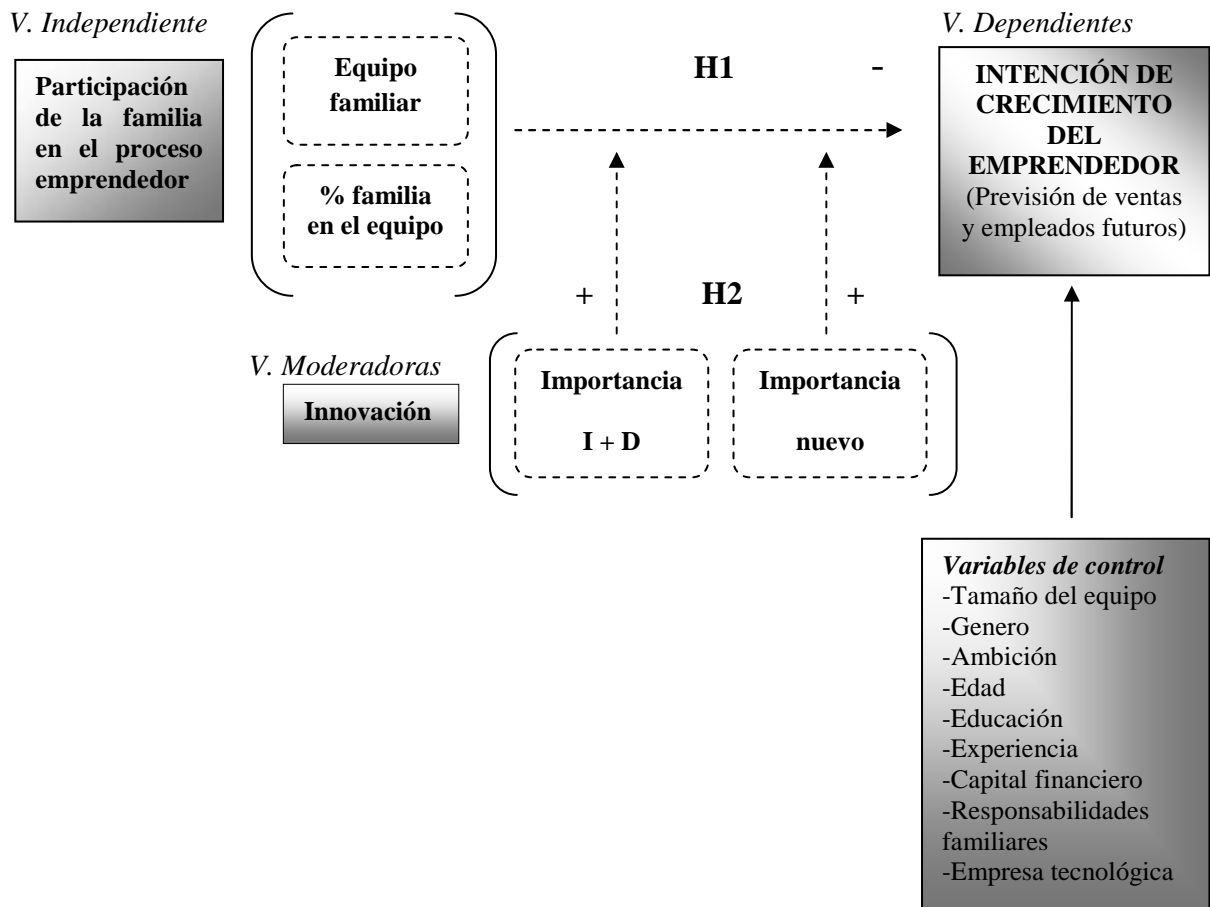 V. Independiente
Participación
de la familia
en el proceso
emprendedor
Equipo
familiar
% familia
en el equipo
H1 -
V. Dependientes
INTENCIÓN DE
CRECIMIENTO
DEL
EMPRENDEDOR
(Previsión de ventas
y empleados futuros)
+ H2 +
V. Moderadoras
Innovación
Importancia
I + D
Importancia
nuevo
Variables de control
-Tamaño del equipo
-Genero
-Ambición
-Edad
-Educación
-Experiencia
-Capital financiero
-Responsabilidades
familiares
-Empresa tecnológica